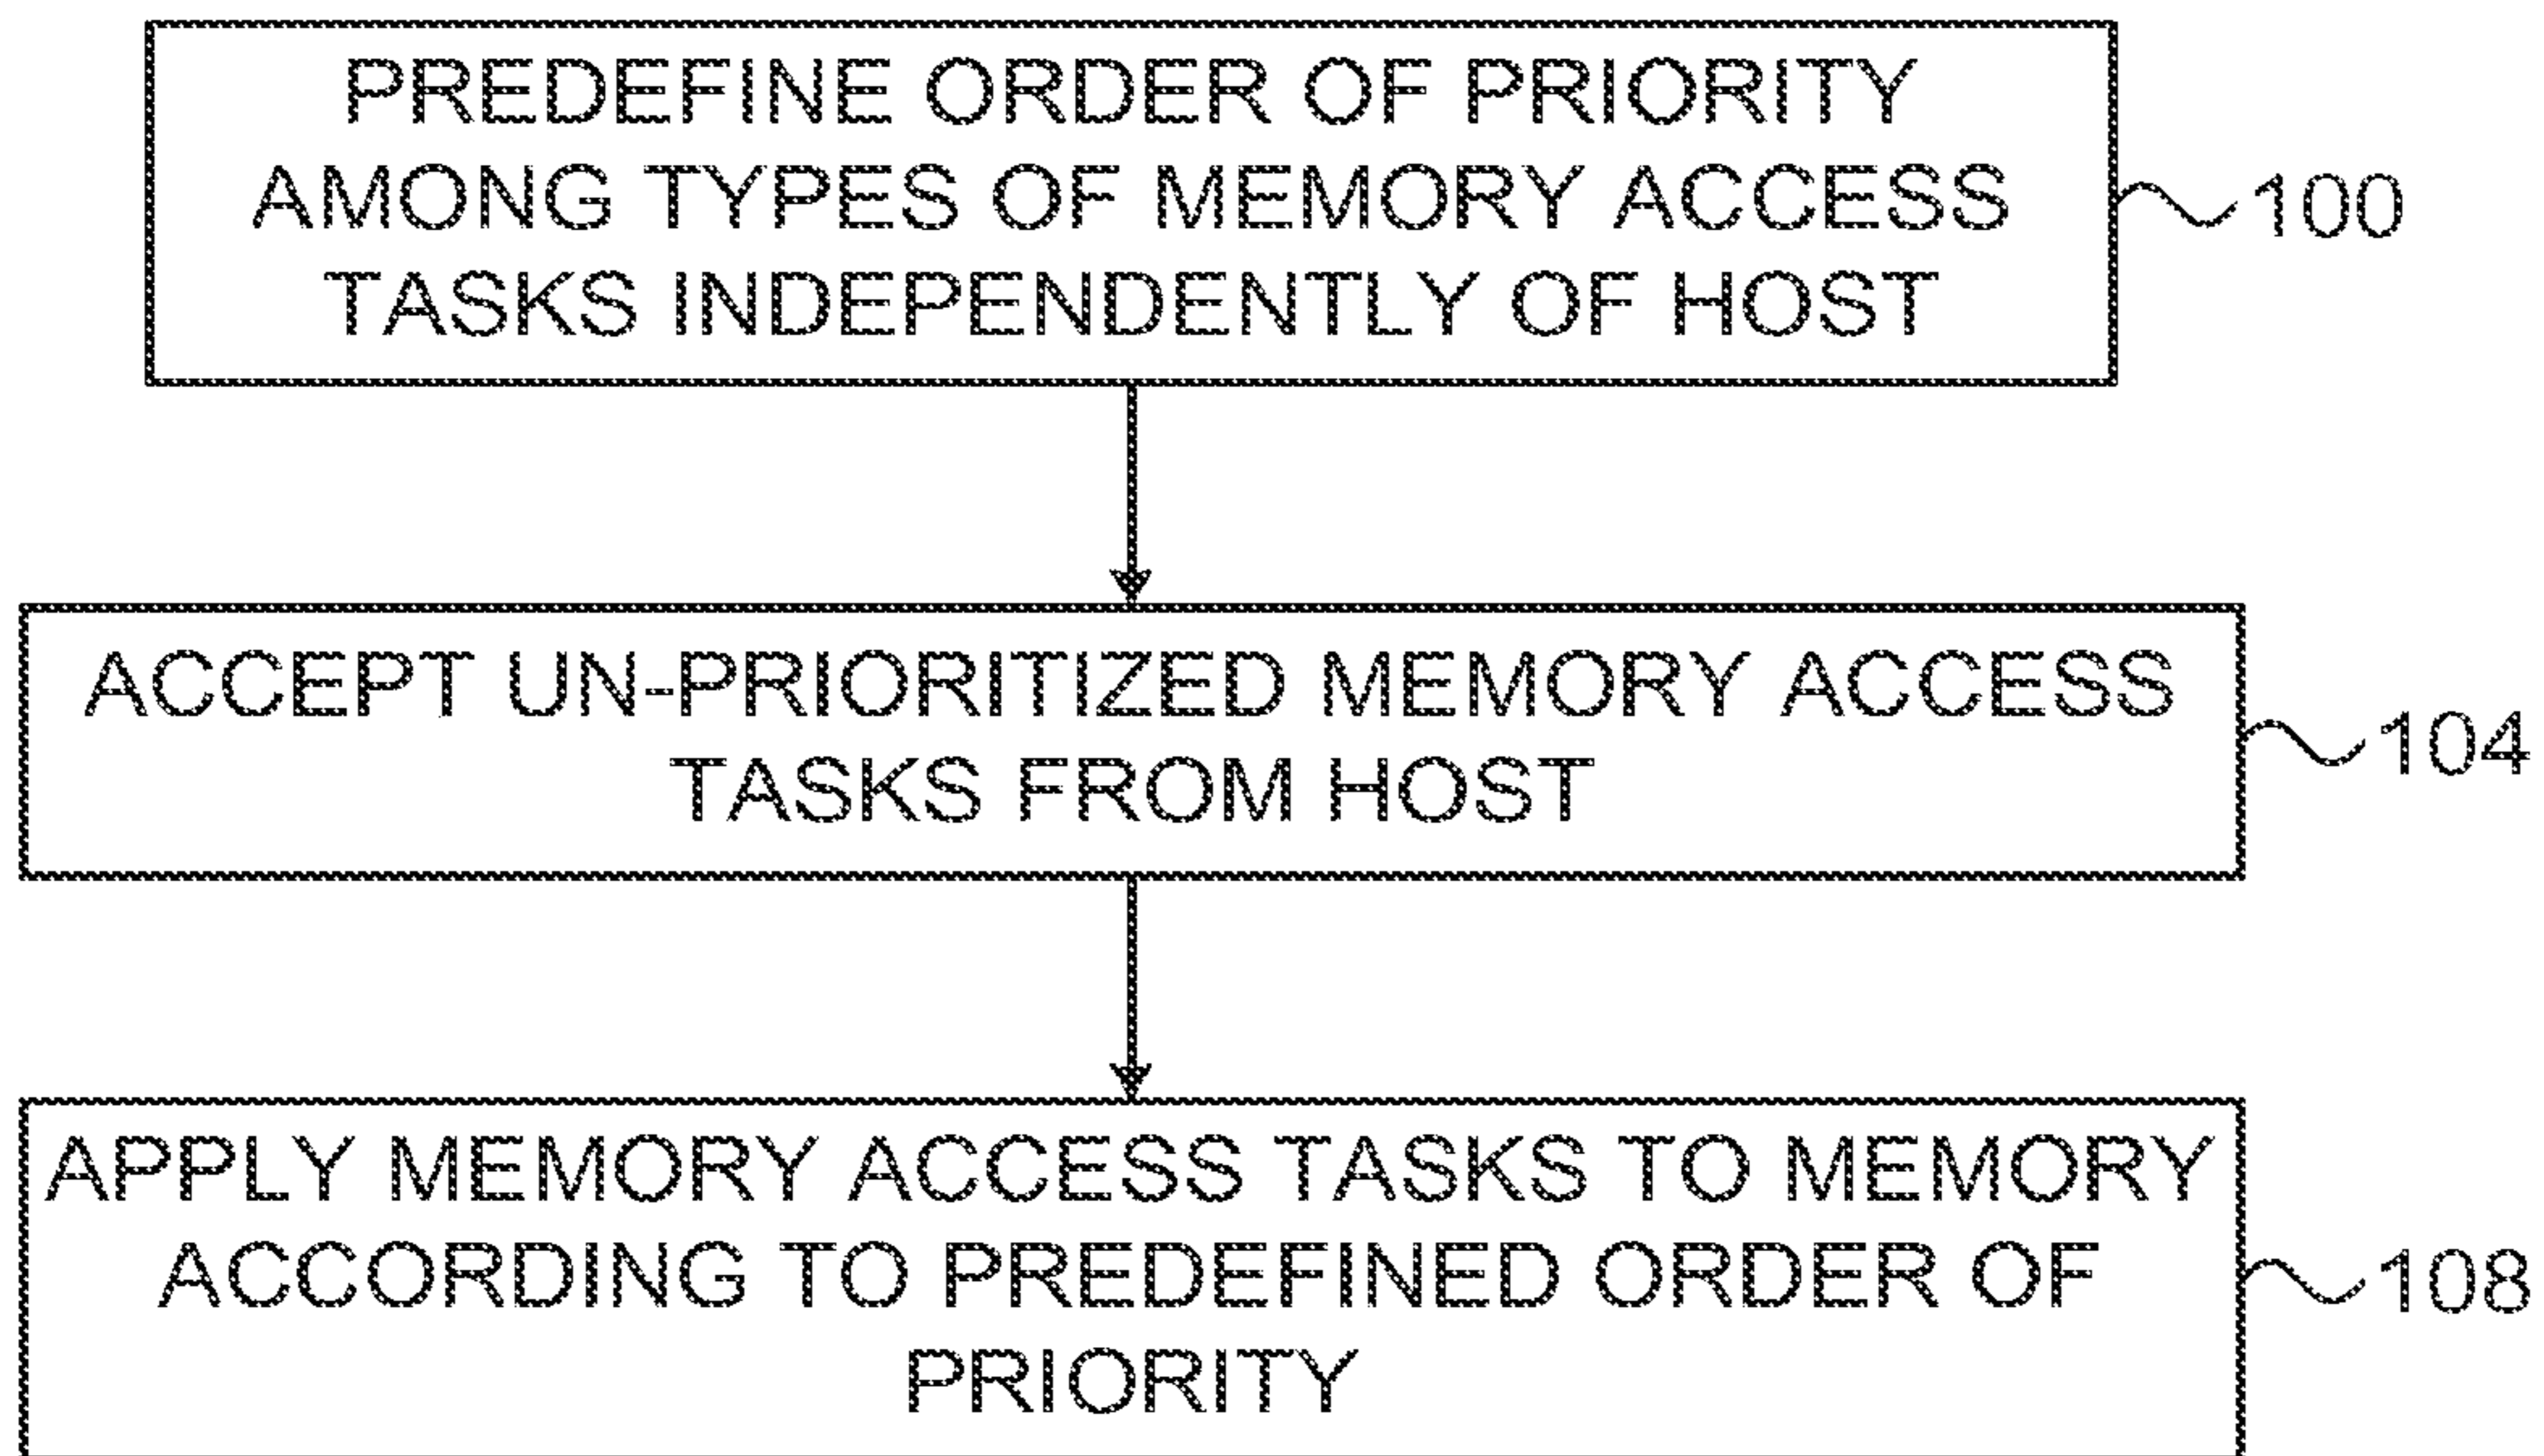 PREDEFINE ORDER OF PRIORITY
AMONG TYPES OF MEMORY ACCESS
TASKS INDEPENDENTLY OF HOST
100
ACCEPT UN-PRIORITIZED MEMORY ACCESS
TASKS FROM HOST
104
APPLY MEMORY ACCESS TASKS TO MEMORY
ACCORDING TO PREDEFINED ORDER OF
PRIORITY
108